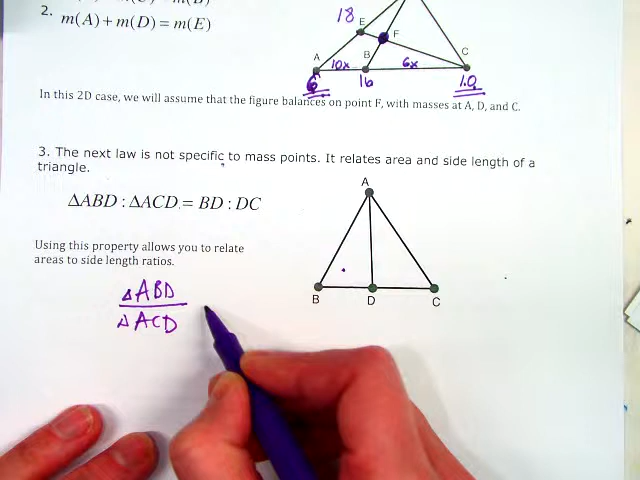 2.
m(A) + m(D) = m(E)
18
E
F
A
B
C
10x
6x
6
16
10
In this 2D case, we will assume that the figure balances on point F, with masses at A, D, and C.
3. The next law is not specific to mass points. It relates area and side length of a
triangle.
ΔABD : ΔACD = BD : DC
A
B
D
C
Using this property allows you to relate
areas to side length ratios.
ΔABD
ΔACD